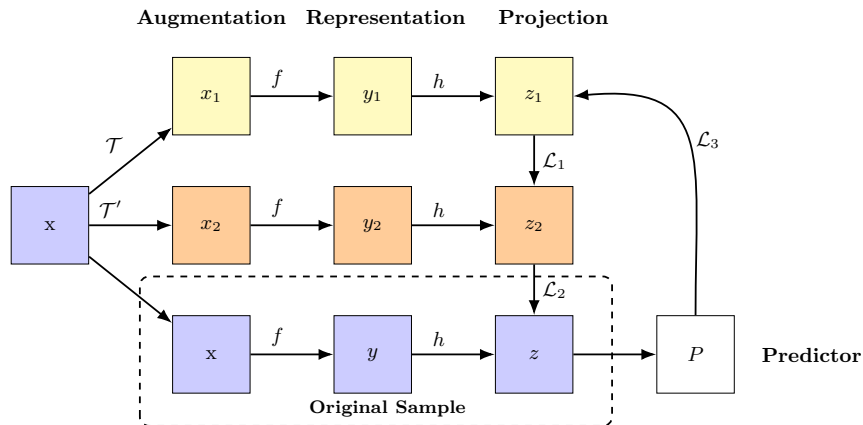 Augmentation Representation Projection
x₁ f y₁ h z₁
𝒯 ℒ₁ ℒ₃
x 𝒯′ x₂ f y₂ h z₂
ℒ₂
x f y h z P Predictor
Original Sample